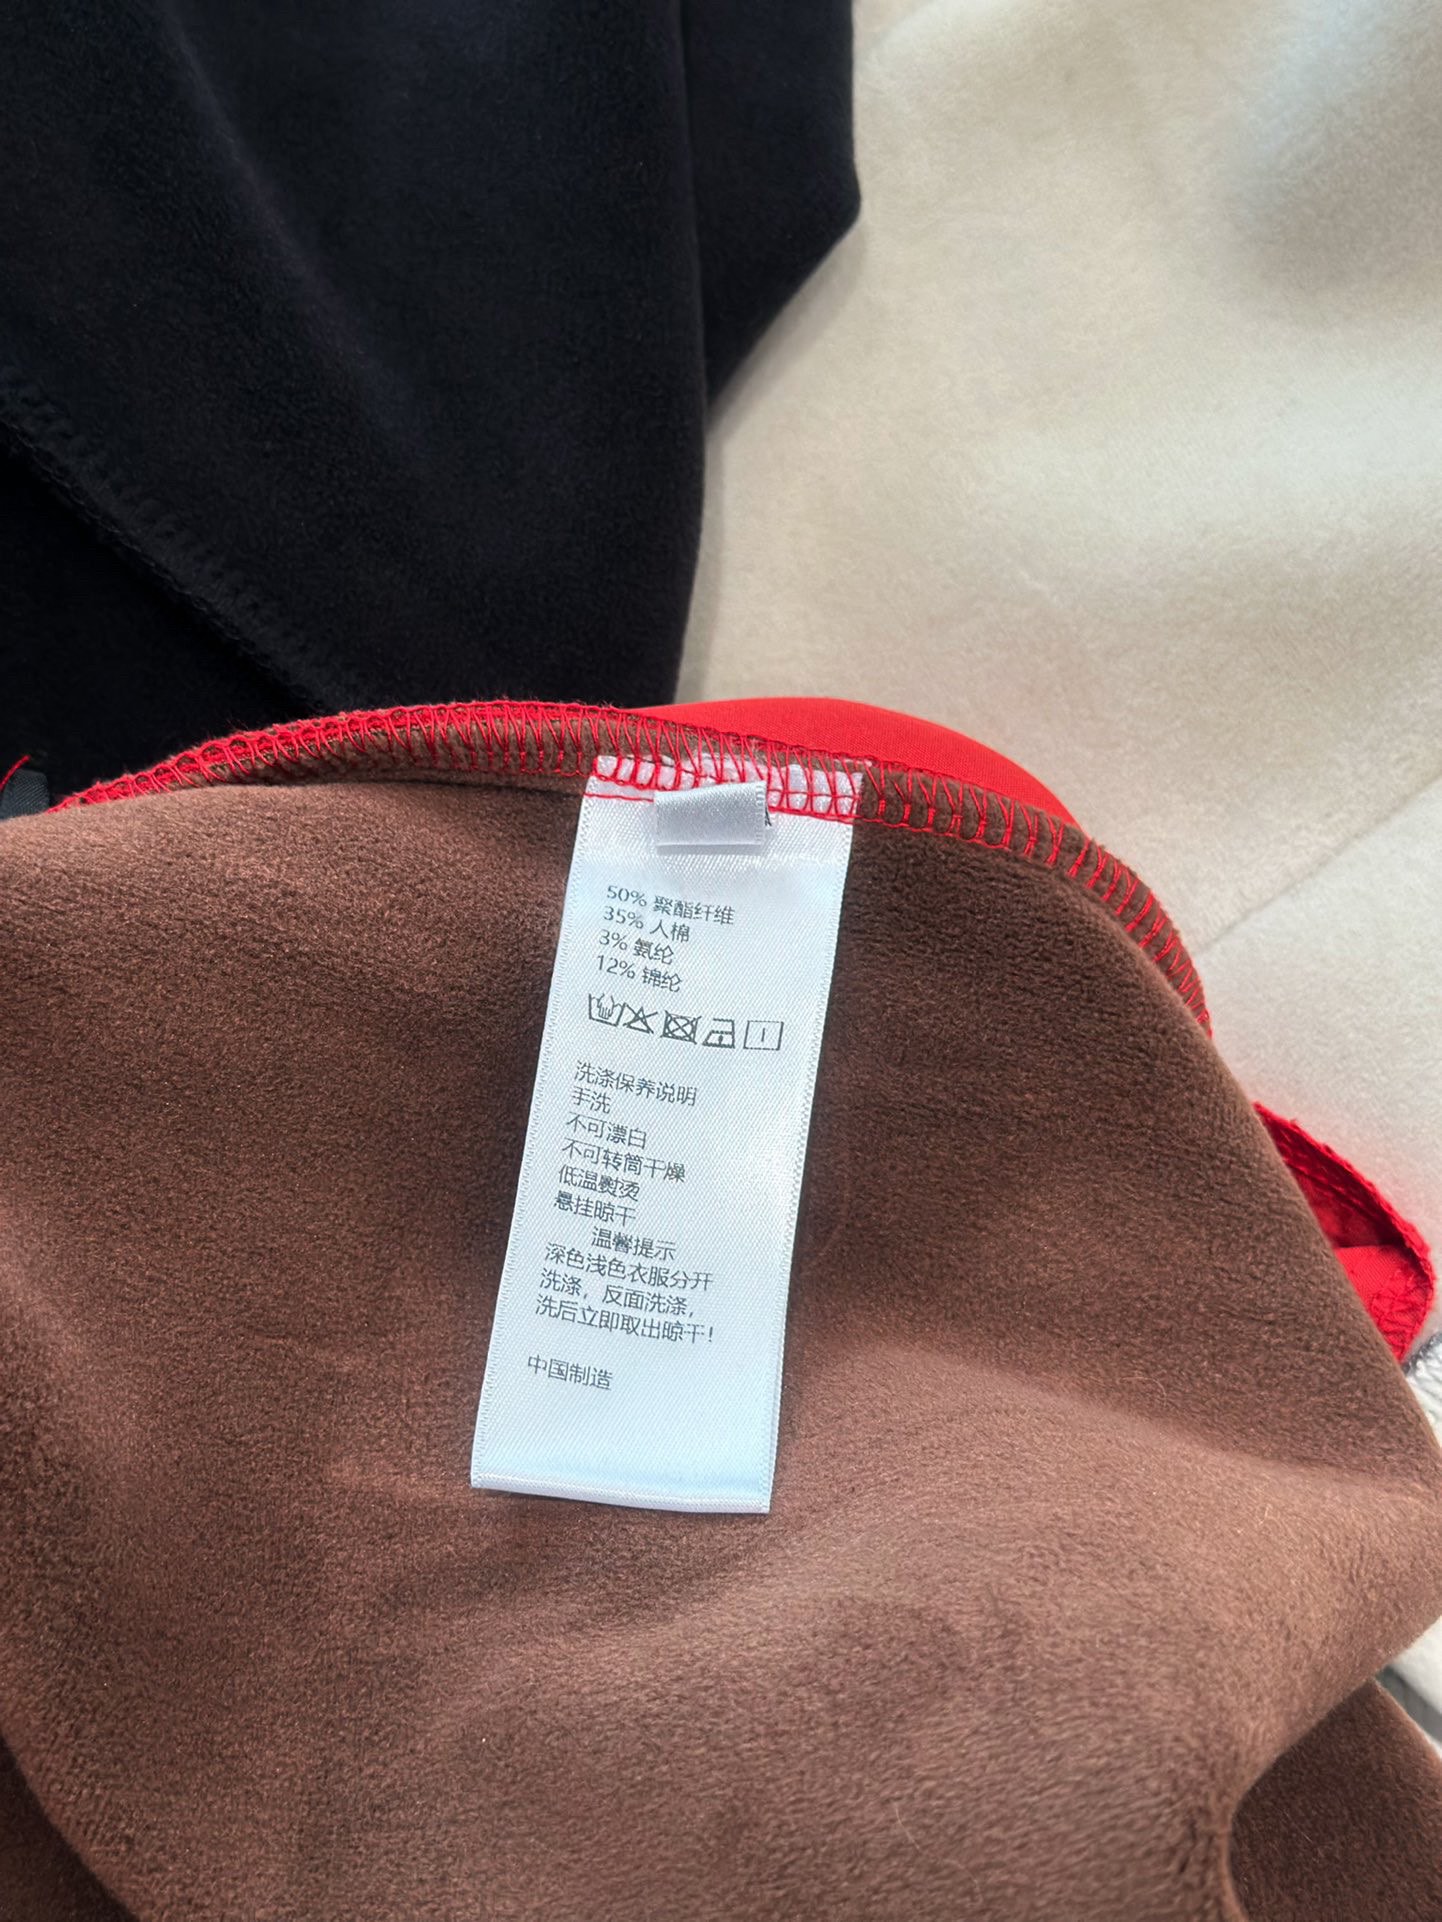 50% 聚酯纤维
35% 人棉
3% 氨纶
12% 锦纶
洗涤保养说明
手洗
不可漂白
不可转筒干燥
低温熨烫
悬挂晾干
温馨提示
深色浅色衣服分开
洗涤，反面洗涤，
洗后立即取出晾干!
中国制造